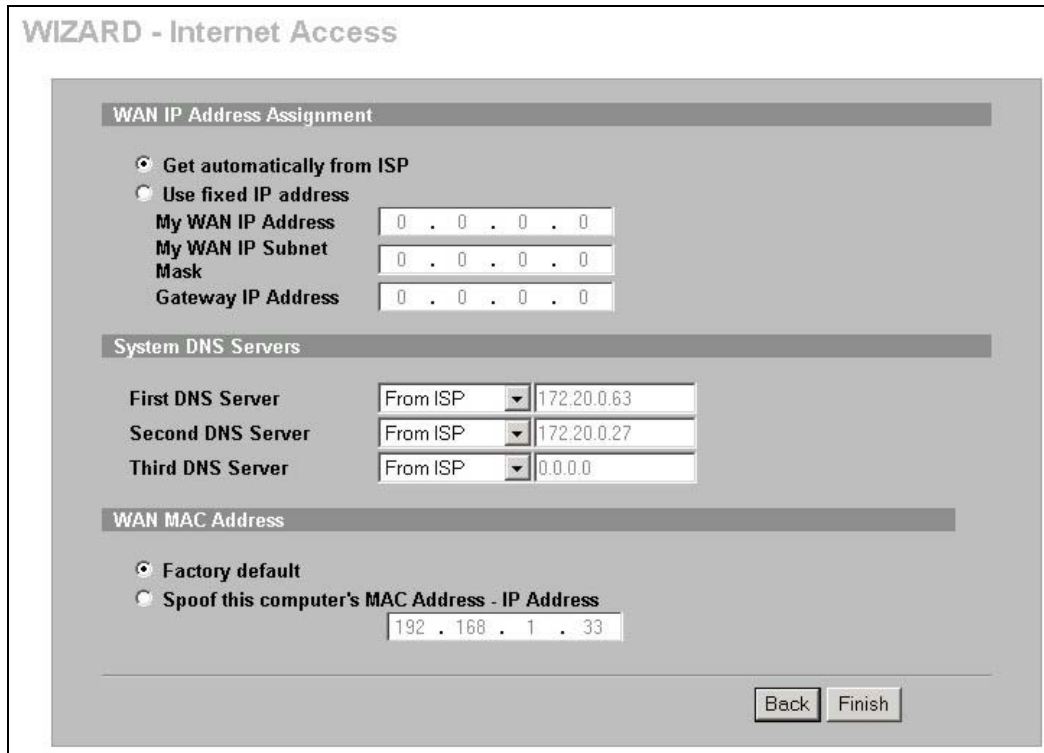 WIZARD - Internet Access
WAN IP Address Assignment
Get automatically from ISP
Use fixed IP address
My WAN IP Address 0 . 0 . 0 . 0
My WAN IP Subnet
Mask 0 . 0 . 0 . 0
Gateway IP Address 0 . 0 . 0 . 0
System DNS Servers
First DNS Server From ISP 172.20.0.63
Second DNS Server From ISP 172.20.0.27
Third DNS Server From ISP 0.0.0.0
WAN MAC Address
Factory default
Spoof this computer's MAC Address - IP Address
192 . 168 . 1 . 33
Back Finish